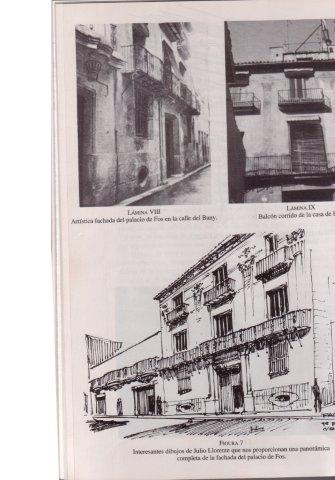 LÁMINA VIII
Artística fachada del palacio de Fos en la calle del Bany.
LÁMINA IX
Balcón corrido de la casa de
FIGURA 7
Interesantes dibujos de Julio Llorente que nos proporcionan una panorámica
completa de la fachada del palacio de Fos.